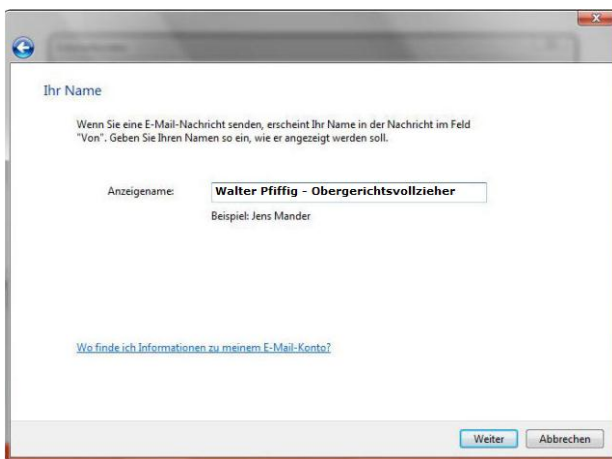 Ihr Name
Wenn Sie eine E-Mail-Nachricht senden, erscheint Ihr Name in der Nachricht im Feld
"Von". Geben Sie Ihren Namen so ein, wie er angezeigt werden soll.
Anzeigename: Walter Pfiffig - Obergerichtsvollzieher
Beispiel: Jens Mander
Wo finde ich Informationen zu meinem E-Mail-Konto?
Weiter Abbrechen